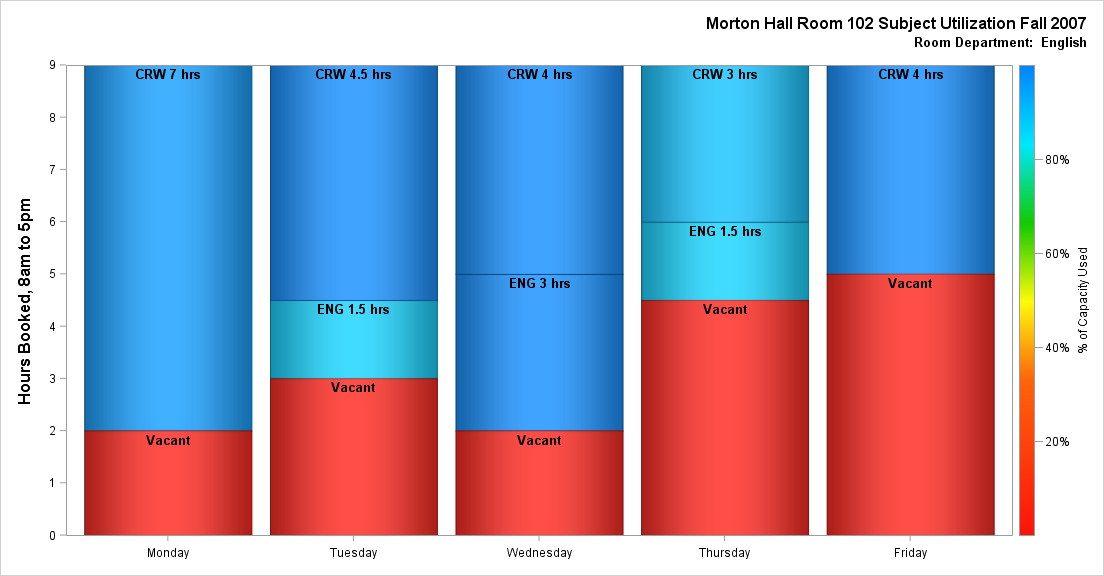 Morton Hall Room 102 Subject Utilization Fall 2007
Room Department:  English
Hours Booked, 8am to 5pm
9
8
7
6
5
4
3
2
1
0
CRW 7 hrs
Vacant
CRW 4.5 hrs
ENG 1.5 hrs
Vacant
CRW 4 hrs
ENG 3 hrs
Vacant
CRW 3 hrs
ENG 1.5 hrs
Vacant
CRW 4 hrs
Vacant
Monday
Tuesday
Wednesday
Thursday
Friday
80%
60%
40%
20%
% of Capacity Used